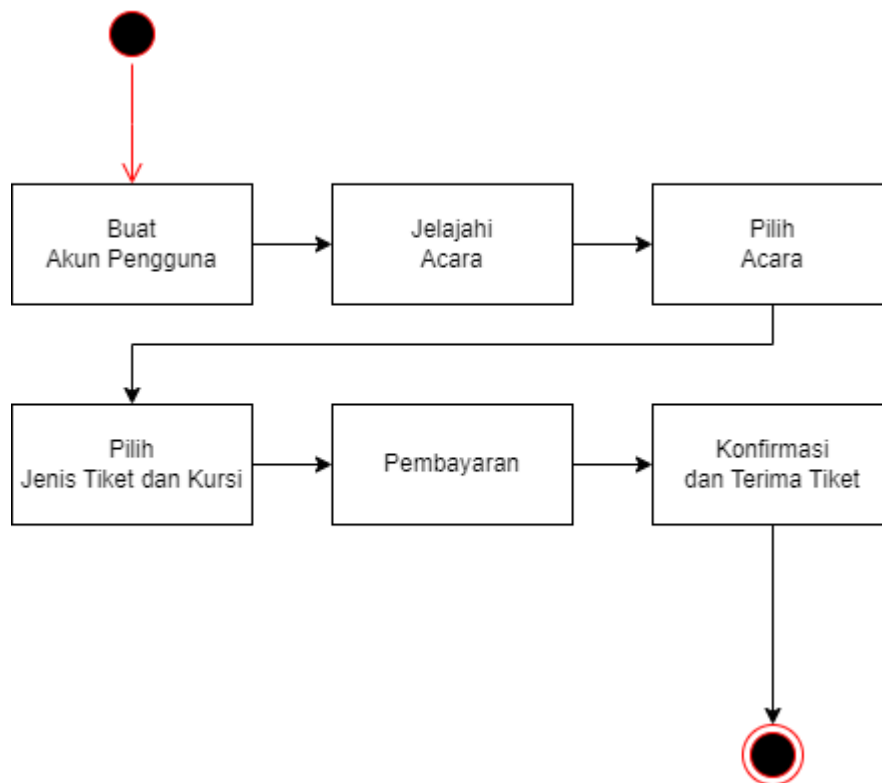 Buat
Akun Pengguna
Jelajahi
Acara
Pilih
Acara
Pilih
Jenis Tiket dan Kursi
Pembayaran
Konfirmasi
dan Terima Tiket